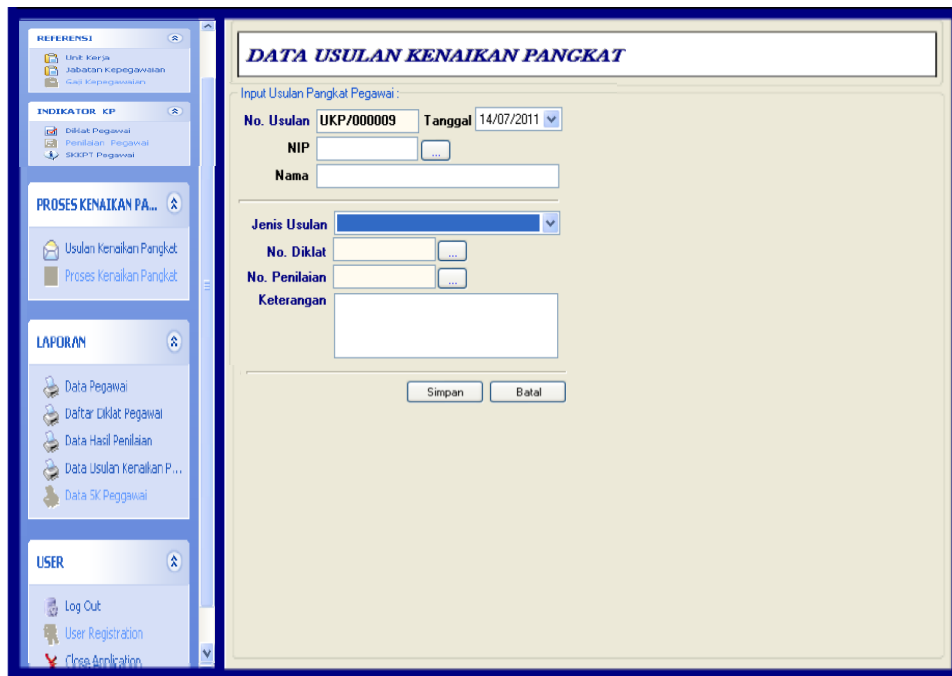 REFERENSI
Unit Kerja
Jabatan Kepegawaian
Gaji Kepegawaian
INDIKATOR KP
Diklat Pegawai
Penilaian Pegawai
SKKPT Pegawai
PROSES KENAIKAN PA...
Usulan Kenaikan Pangkat
Proses Kenaikan Pangkat
LAPORAN
Data Pegawai
Daftar Diklat Pegawai
Data Hasil Penilaian
Data Usulan Kenaikan P...
Data SK Peggawai
USER
Log Out
User Registration
Close Application
DATA USULAN KENAIKAN PANGKAT
Input Usulan Pangkat Pegawai :
No. Usulan UKP/000009 Tanggal 14/07/2011
NIP ...
Nama
Jenis Usulan
No. Diklat ...
No. Penilaian ...
Keterangan
Simpan Batal